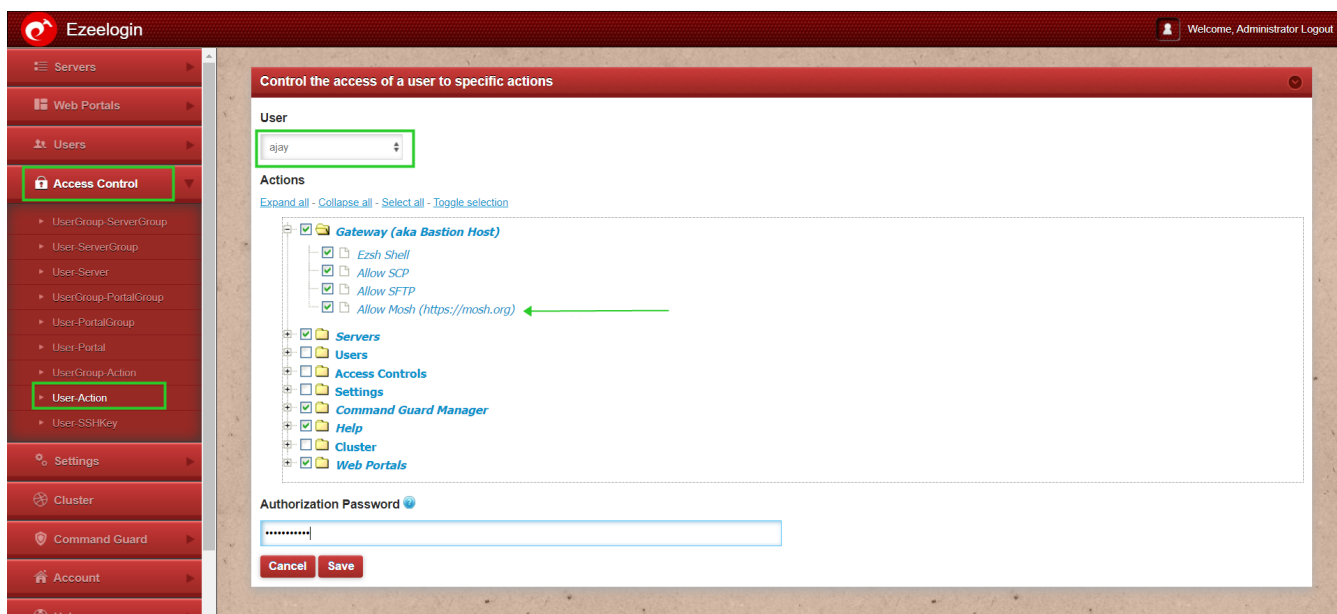 Ezeelogin
Welcome, Administrator Logout
Servers
Web Portals
Users
Access Control
UserGroup-ServerGroup
User-ServerGroup
User-Server
UserGroup-PortalGroup
User-PortalGroup
User-Portal
UserGroup-Action
User-Action
User-SSHKey
Settings
Cluster
Command Guard
Account
Control the access of a user to specific actions
User
ajay
Actions
Expand all - Collapse all - Select all - Toggle selection
Gateway (aka Bastion Host)
Ezsh Shell
Allow SCP
Allow SFTP
Allow Mosh (https://mosh.org)
Servers
Users
Access Controls
Settings
Command Guard Manager
Help
Cluster
Web Portals
Authorization Password
•••••••••••
Cancel Save